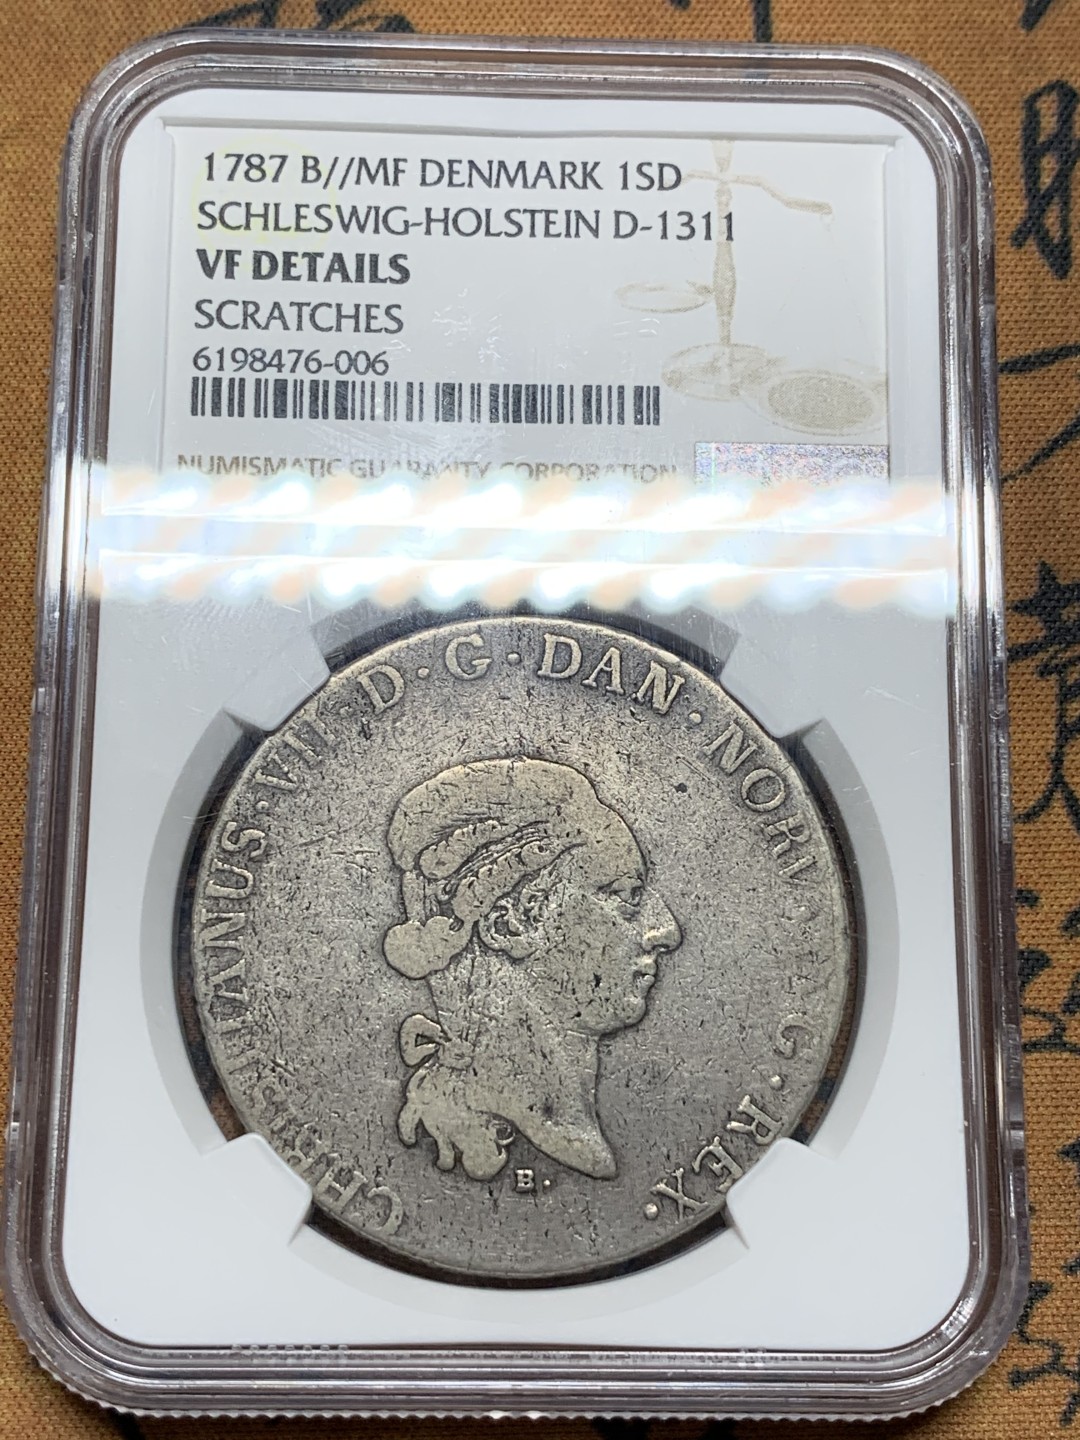 1787 B//MF DENMARK 1SD
SCHLESWIG-HOLSTEIN D-1311
VF DETAILS
SCRATCHES
6198476-006
NUMISMATIC GUARANTY CORPORATION
CHRISTIANUS·VII·D·G·DAN·NORV·V·G·REX·
B.